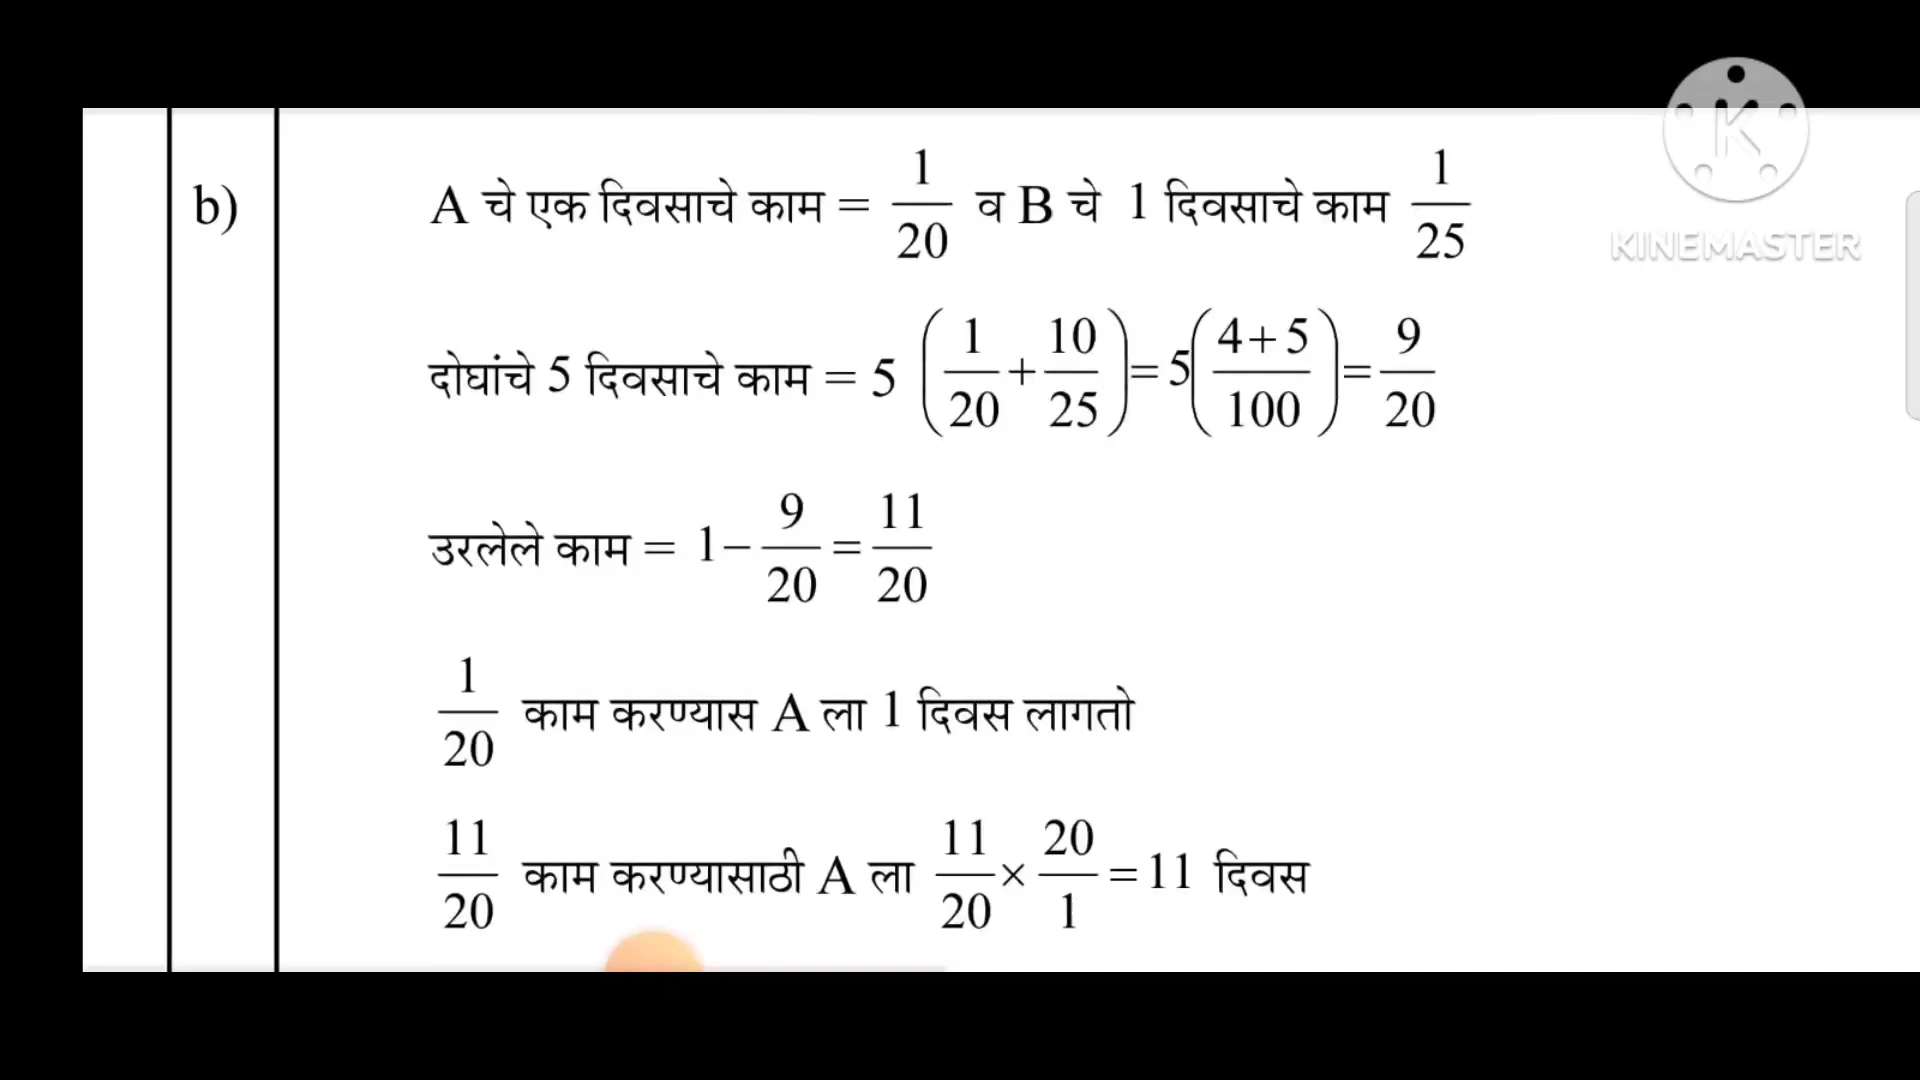 KINEMASTER
b) A चे एक दिवसाचे काम = 1/20 व B चे 1 दिवसाचे काम 1/25
दोघांचे 5 दिवसाचे काम = 5 (1/20 + 10/25) = 5(4+5/100) = 9/20
उरलेले काम = 1 − 9/20 = 11/20
1/20 काम करण्यास A ला 1 दिवस लागतो
11/20 काम करण्यासाठी A ला 11/20 × 20/1 = 11 दिवस